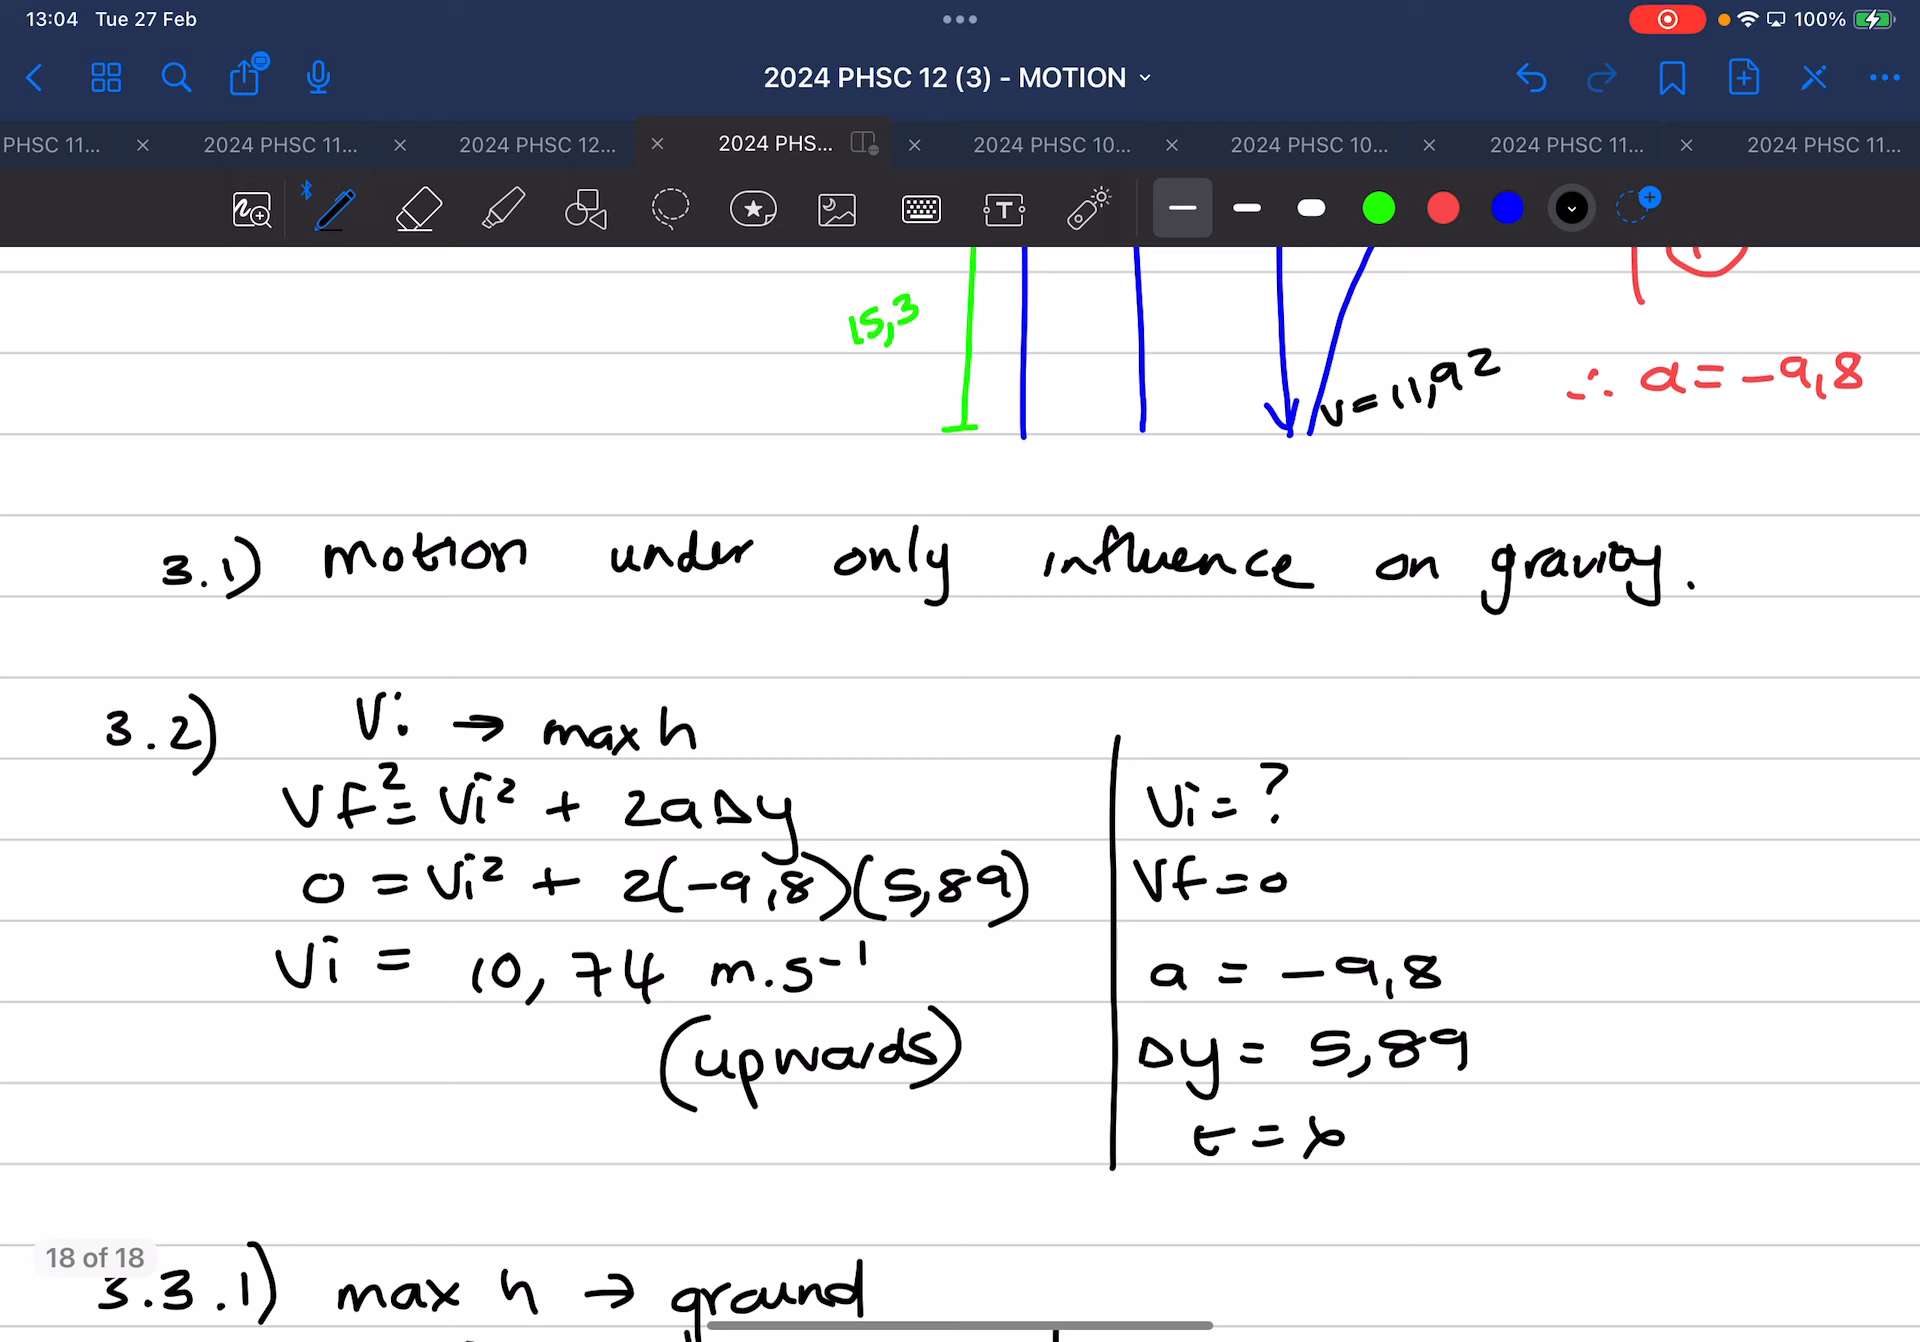 13:04 Tue 27 Feb
100%
2024 PHSC 12 (3) - MOTION
PHSC 11... 2024 PHSC 11... 2024 PHSC 12... 2024 PHS... 2024 PHSC 10... 2024 PHSC 10... 2024 PHSC 11... 2024 PHSC 11...
15,3
v = 11,92
∴ a = -9,8
3.1) motion under only influence on gravity.
3.2) Vi → max h
Vf² = Vi² + 2aΔy
0 = Vi² + 2(-9,8)(5,89)
Vi = 10,74 m.s⁻¹
(upwards)
Vi = ?
Vf = 0
a = -9,8
Δy = 5,89
t = x
18 of 18
3.3.1) max h → ground